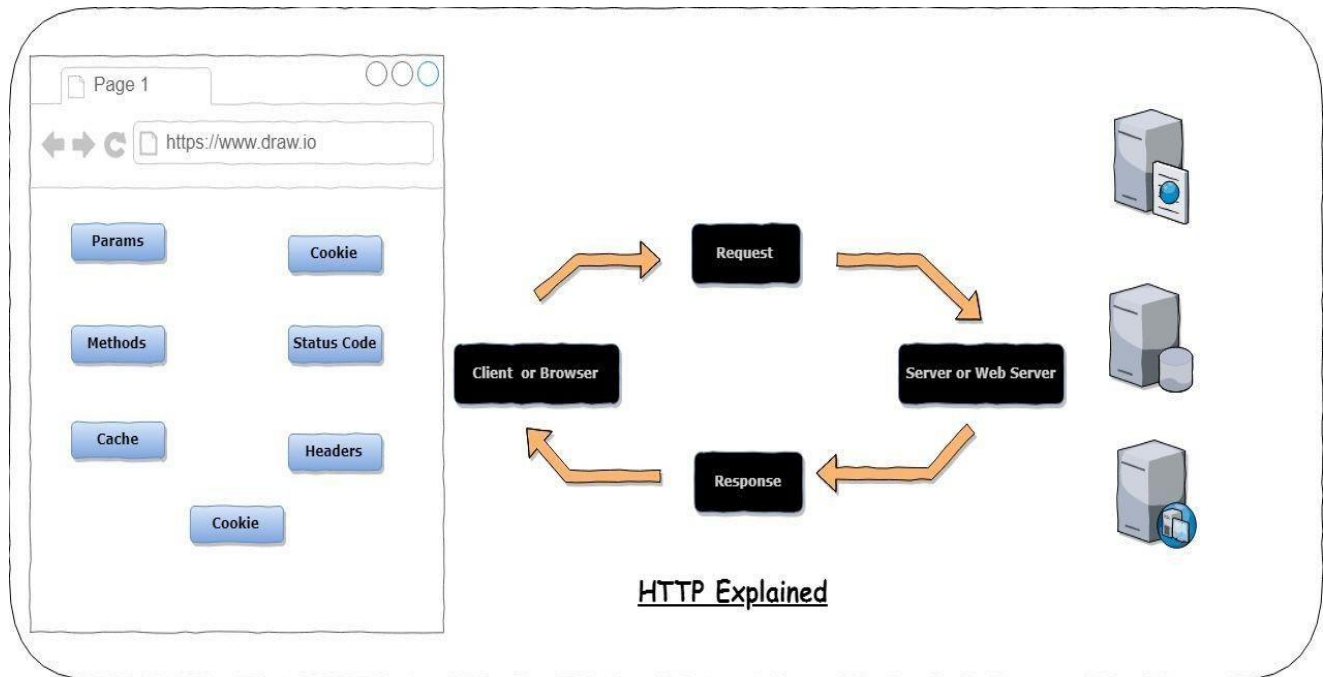 Page 1
https://www.draw.io
Params
Cookie
Methods
Status Code
Cache
Headers
Cookie
Request
Client or Browser
Server or Web Server
Response
HTTP Explained